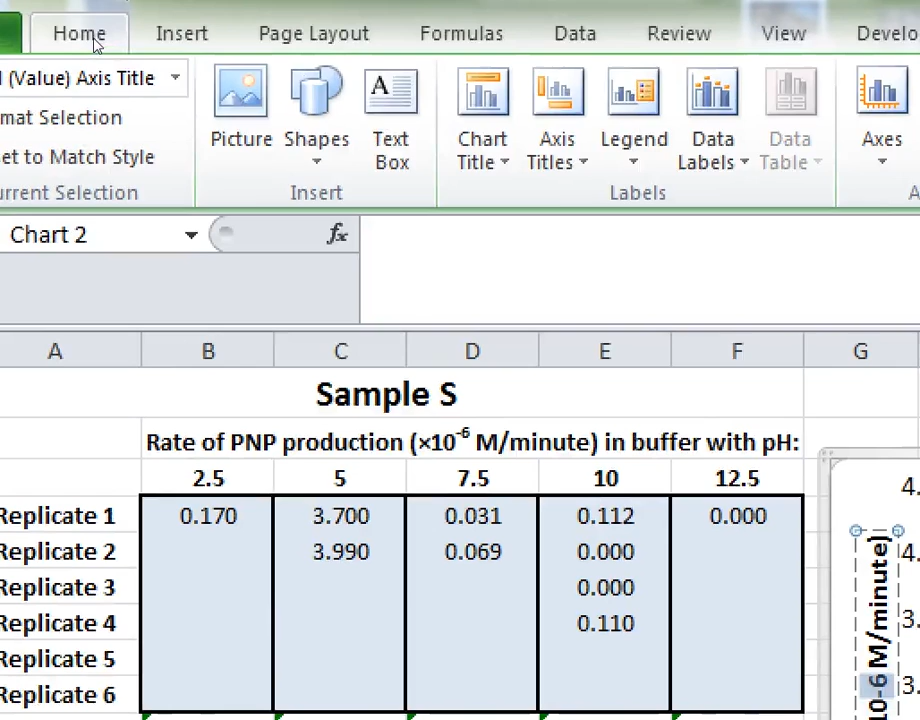 Home Insert Page Layout Formulas Data Review View Develo
l (Value) Axis Title
mat Selection
et to Match Style
urrent Selection
Picture Shapes Text Box
Insert
Chart Title Axis Titles Legend Data Labels Data Table
Labels
Axes
A
Chart 2 fx
A B C D E F G
Sample S
Rate of PNP production (×10⁻⁶ M/minute) in buffer with pH:
2.5 5 7.5 10 12.5
Replicate 1 0.170 3.700 0.031 0.112 0.000
Replicate 2 3.990 0.069 0.000
Replicate 3 0.000
Replicate 4 0.110
Replicate 5
Replicate 6
4.
4.
3.
3.
10-6 M/minute)